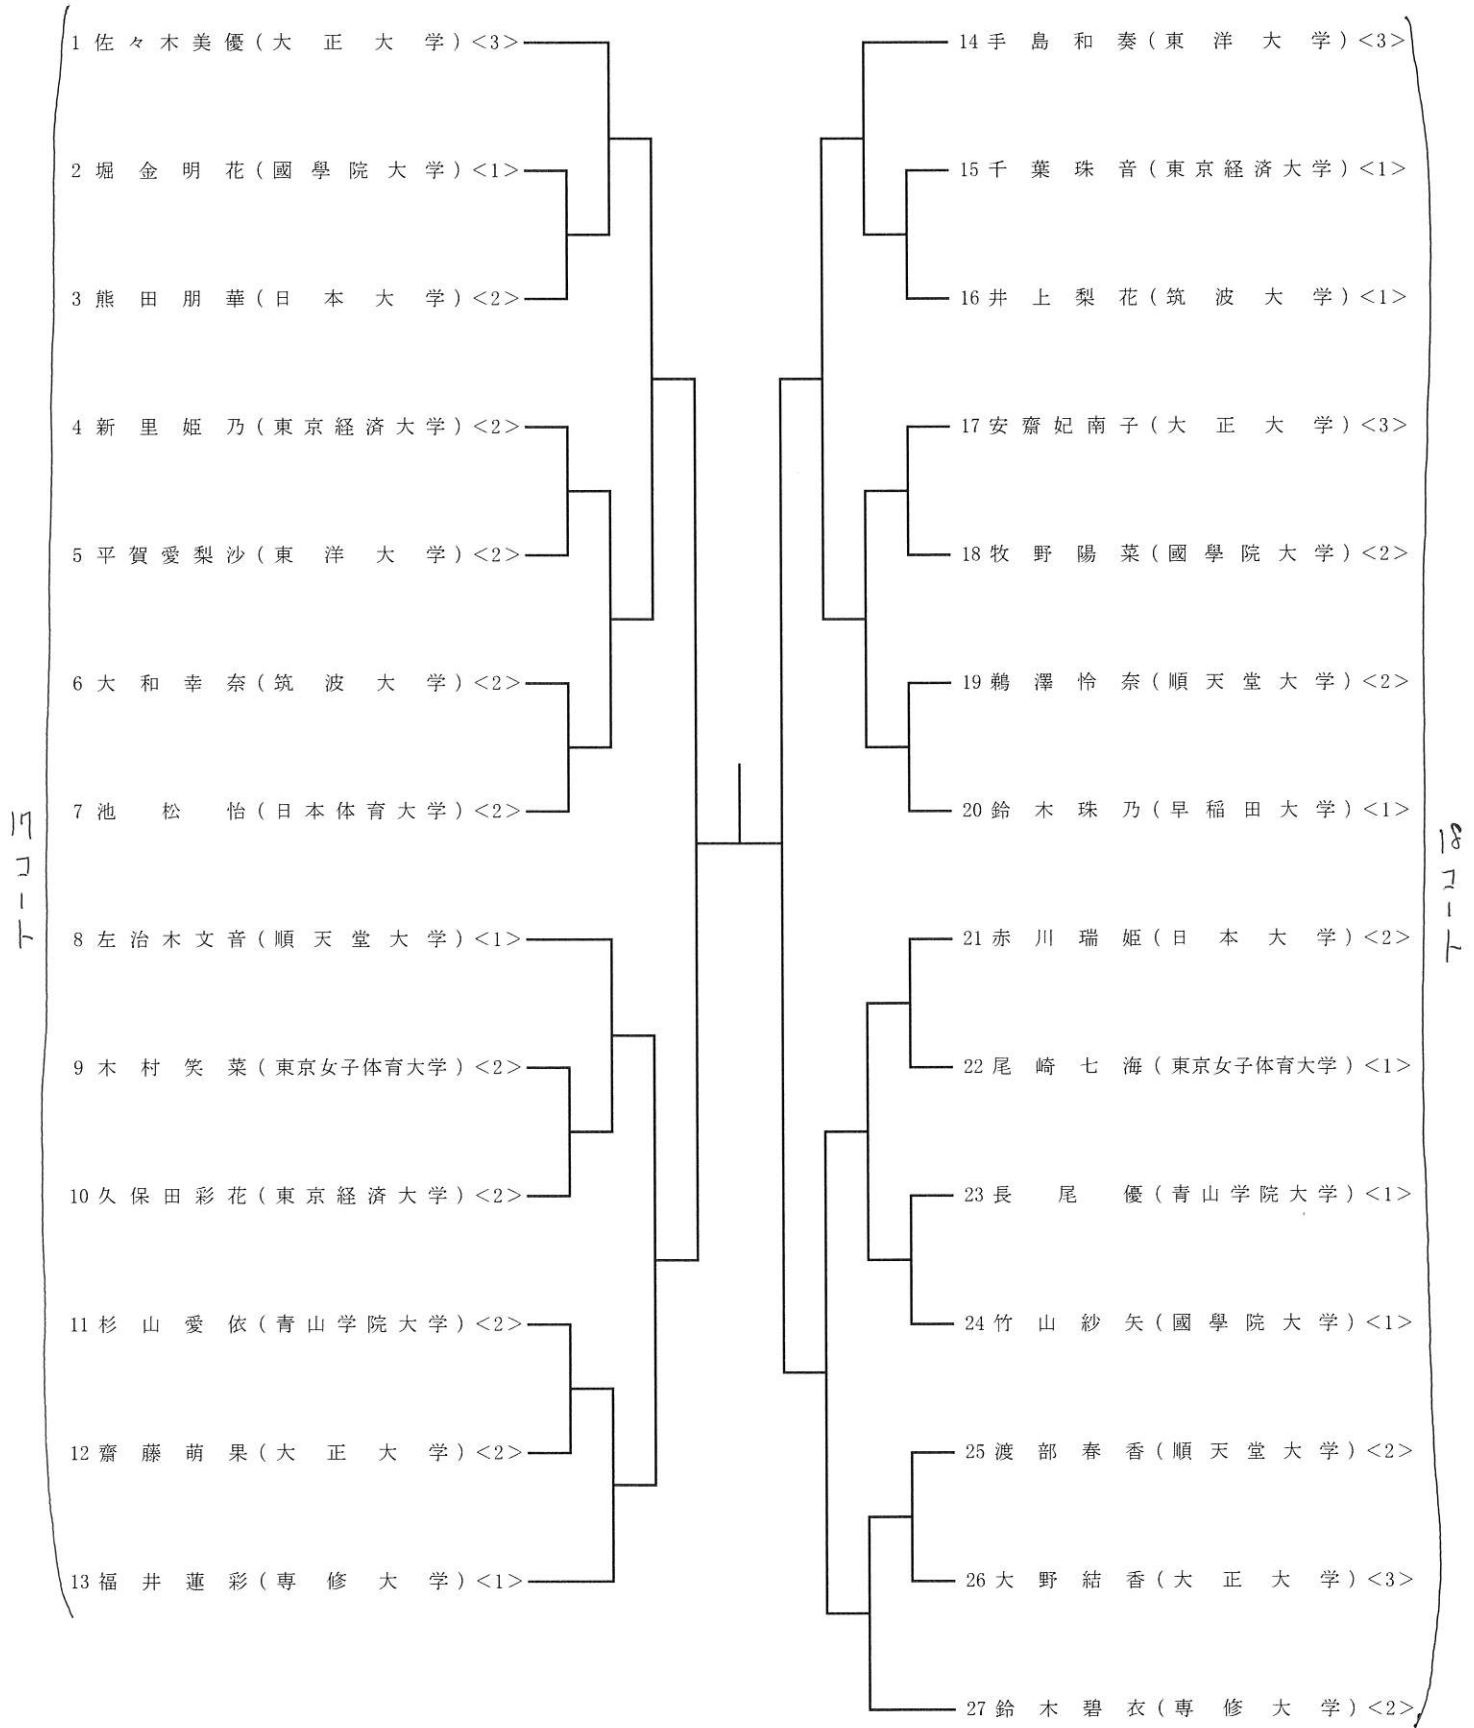 1 佐々木美優(大正大学)<3>
2 堀金明花(國學院大学)<1>
3 熊田朋華(日本大学)<2>
4 新里姫乃(東京経済大学)<2>
5 平賀愛梨沙(東洋大学)<2>
6 大和幸奈(筑波大学)<2>
7 池松怡(日本体育大学)<2>
8 左治木文音(順天堂大学)<1>
9 木村笑菜(東京女子体育大学)<2>
10 久保田彩花(東京経済大学)<2>
11 杉山愛依(青山学院大学)<2>
12 齋藤萌果(大正大学)<2>
13 福井蓮彩(専修大学)<1>
17コート
14 手島和奏(東洋大学)<3>
15 千葉珠音(東京経済大学)<1>
16 井上梨花(筑波大学)<1>
17 安齋妃南子(大正大学)<3>
18 牧野陽菜(國學院大学)<2>
19 鵜澤怜奈(順天堂大学)<2>
20 鈴木珠乃(早稲田大学)<1>
21 赤川瑞姫(日本大学)<2>
22 尾崎七海(東京女子体育大学)<1>
23 長尾優(青山学院大学)<1>
24 竹山紗矢(國學院大学)<1>
25 渡部春香(順天堂大学)<2>
26 大野結香(大正大学)<3>
27 鈴木碧衣(専修大学)<2>
18コート